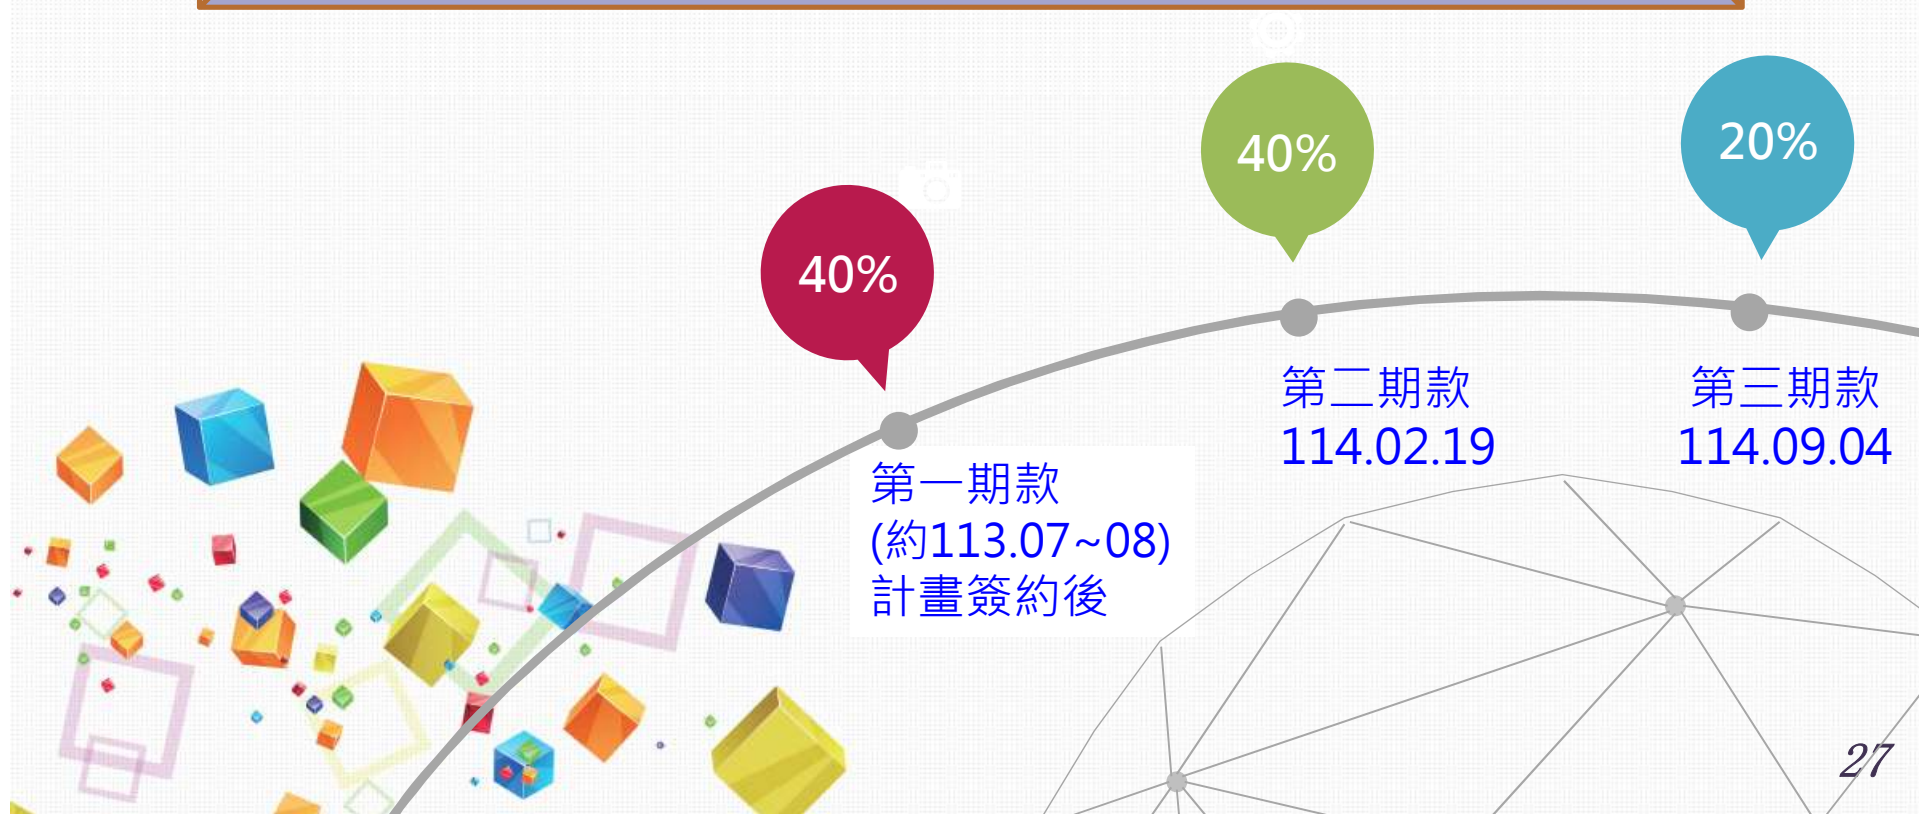 40%
40%
20%
第一期款
(約113.07~08)
計畫簽約後
第二期款
114.02.19
第三期款
114.09.04
27